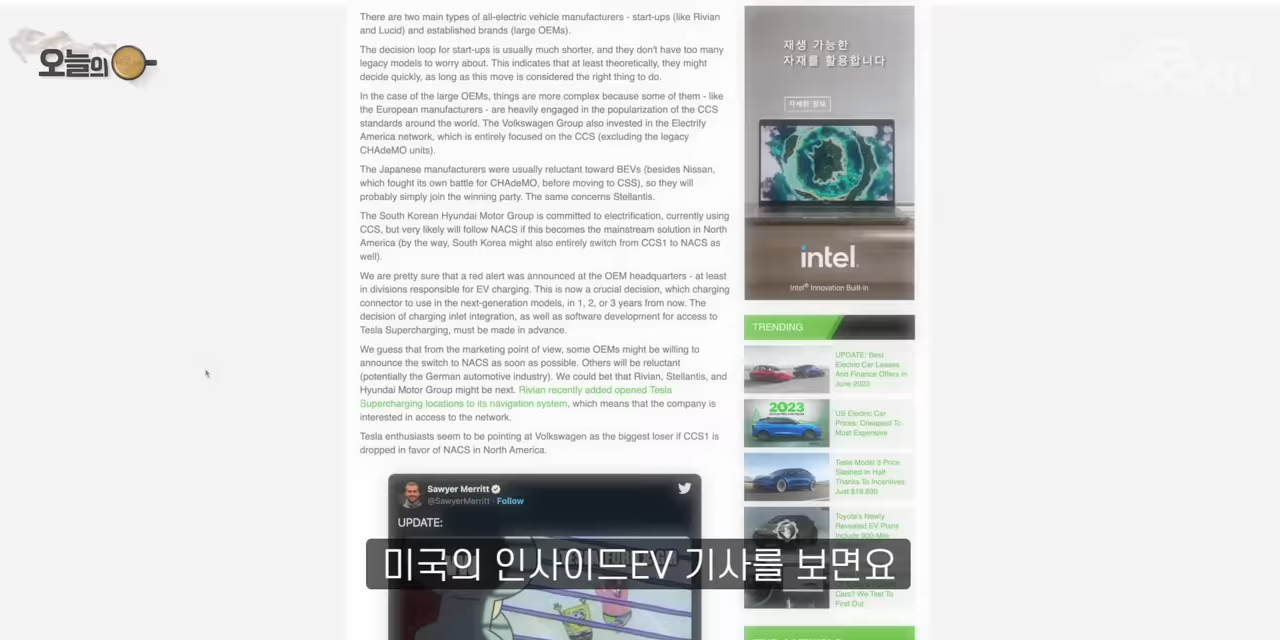 오늘의
There are two main types of all-electric vehicle manufacturers - start-ups (like Rivian
and Lucid) and established brands (large OEMs).
The decision loop for start-ups is usually much shorter, and they don't have too many
legacy models to worry about. This indicates that at least theoretically, they might
decide quickly, as long as this move is considered the right thing to do.
In the case of the large OEMs, things are more complex because some of them - like
the European manufacturers - are heavily engaged in the popularization of the CCS
standards around the world. The Volkswagen Group also invested in the Electrify
America network, which is entirely focused on the CCS (excluding the legacy
CHAdeMO units).
The Japanese manufacturers were usually reluctant toward BEVs (besides Nissan,
which fought its own battle for CHAdeMO, before moving to CSS), so they will
probably simply join the winning party. The same concerns Stellantis.
The South Korean Hyundai Motor Group is committed to electrification, currently using
CCS, but very likely will follow NACS if this becomes the mainstream solution in North
America (by the way, South Korea might also entirely switch from CCS1 to NACS as
well).
We are pretty sure that a red alert was announced at the OEM headquarters - at least
in divisions responsible for EV charging. This is now a crucial decision, which charging
connector to use in the next-generation models, in 1, 2, or 3 years from now. The
decision of charging inlet integration, as well as software development for access to
Tesla Supercharging, must be made in advance.
We guess that from the marketing point of view, some OEMs might be willing to
announce the switch to NACS as soon as possible. Others will be reluctant
(potentially the German automotive industry). We could bet that Rivian, Stellantis, and
Hyundai Motor Group might be next. Rivian recently added opened Tesla
Supercharging locations to its navigation system, which means that the company is
interested in access to the network.
Tesla enthusiasts seem to be pointing at Volkswagen as the biggest loser if CCS1 is
dropped in favor of NACS in North America.
Sawyer Merritt
@SawyerMerritt · Follow
UPDATE:
재생 가능한
자재를 활용합니다
자세한 정보
intel.
Intel® Innovation Built-in
TRENDING
UPDATE: Best
Electric Car Leases
And Finance Offers In
June 2023
2023
US Electric Car
Prices: Cheapest To
Most Expensive
Tesla Model 3 Price
Slashed In Half
Thanks To Incentives
Just $18,830
Toyota's Newly
Revealed EV Plans
Include 900-Mile
Cars? We Test To
Find Out
미국의 인사이드EV 기사를 보면요